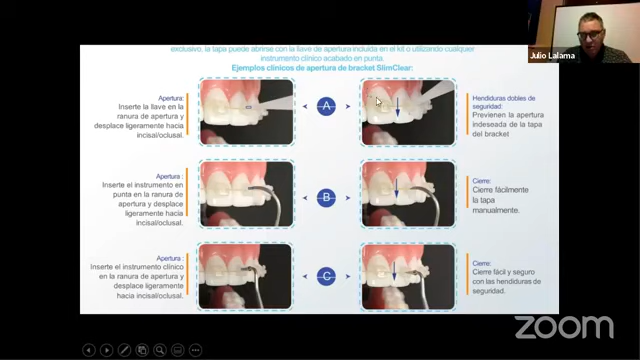 exclusivo, la tapa puede abrirse con la llave de apertura incluida en el kit o utilizando cualquier
instrumento clínico acabado en punta.
Ejemplos clínicos de apertura de bracket SlimClear:
Apertura:
Inserte la llave en la
ranura de apertura y
desplace ligeramente hacia
incisal/oclusal.
A
Hendiduras dobles de
seguridad:
Previenen la apertura
indeseada de la tapa
del bracket
Apertura :
Inserte el instrumento en
punta en la ranura de
apertura y desplace
ligeramente hacia
incisal/oclusal.
B
Cierre:
Cierre fácilmente
la tapa
manualmente.
Apertura :
Inserte el instrumento clínico
en la ranura de apertura y
desplace ligeramente
hacia incisal/oclusal.
C
Cierre:
Cierre fácil y seguro
con las hendiduras de
seguridad.
Julio Lalama
zoom